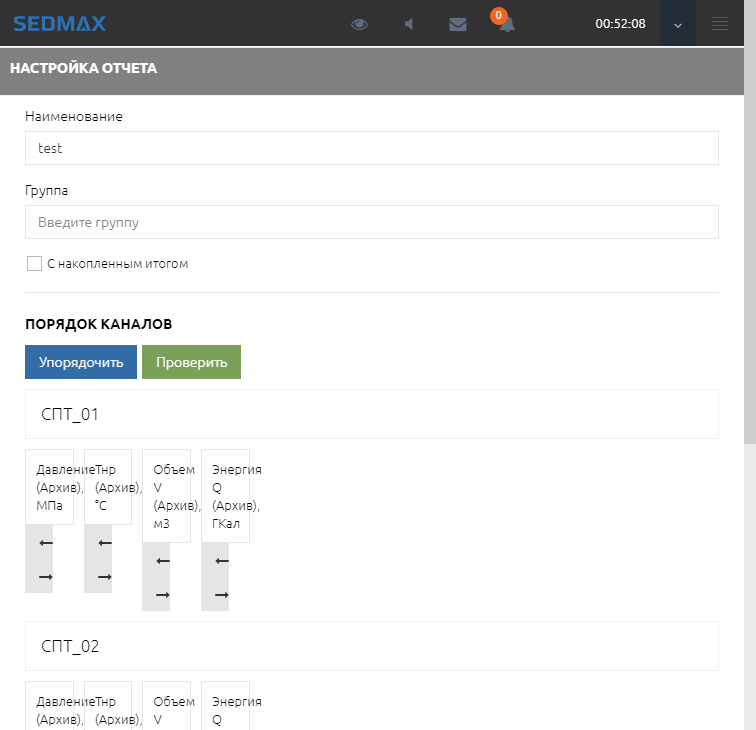 SEDMAX 0 00:52:08
НАСТРОЙКА ОТЧЕТА
Наименование
test
Группа
Введите группу
С накопленным итогом
ПОРЯДОК КАНАЛОВ
Упорядочить Проверить
СПТ_01
Давление Тнр Объем Энергия
(Архив), (Архив), V Q
МПа °С (Архив), (Архив),
м3 ГКал
СПТ_02
Давление Тнр Объем Энергия
(Архив), (Архив), V Q